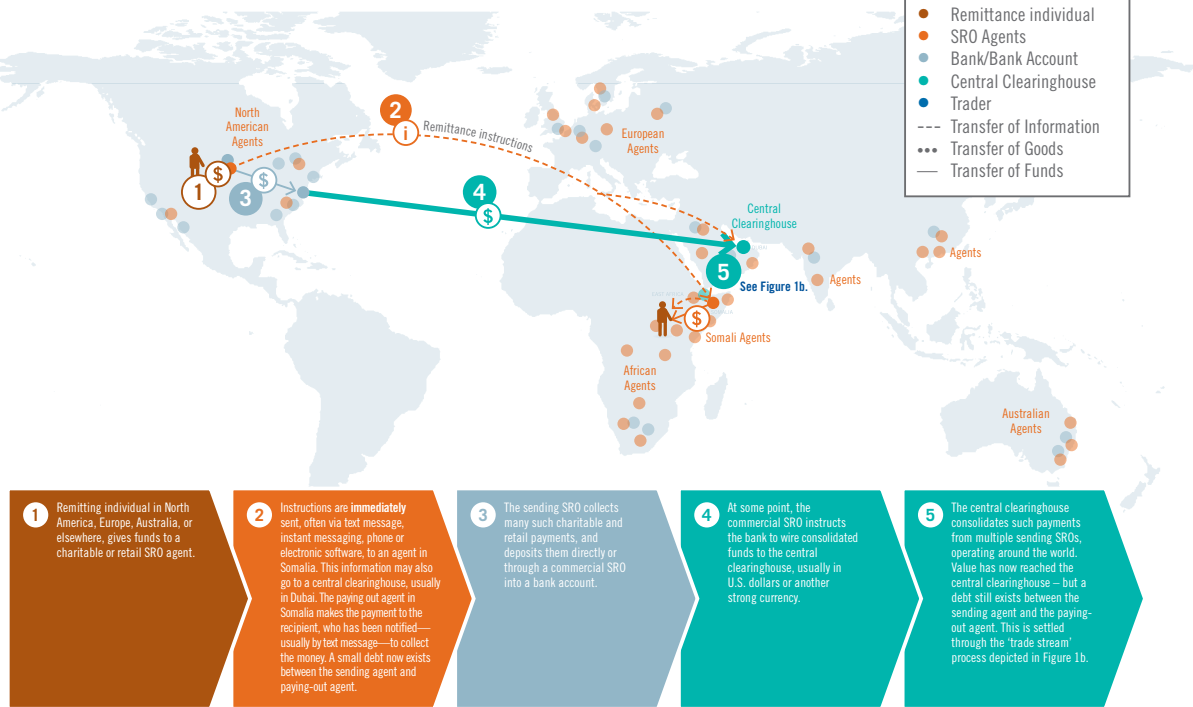 Remittance individual
SRO Agents
Bank/Bank Account
Central Clearinghouse
Trader
Transfer of Information
Transfer of Goods
Transfer of Funds
North
American
Agents
2
i
Remittance instructions
European
Agents
1
$
3
$
4
$
Central
Clearinghouse
5
See Figure 1b.
Agents
Agents
$
Somali Agents
African
Agents
Australian
Agents
1
Remitting individual in North
America, Europe, Australia, or
elsewhere, gives funds to a
charitable or retail SRO agent.
2
Instructions are immediately
sent, often via text message,
instant messaging, phone or
electronic software, to an agent in
Somalia. This information may also
go to a central clearinghouse, usually
in Dubai. The paying out agent in
Somalia makes the payment to the
recipient, who has been notified—
usually by text message—to collect
the money. A small debt now exists
between the sending agent and
paying-out agent.
3
The sending SRO collects
many such charitable and
retail payments, and
deposits them directly or
through a commercial SRO
into a bank account.
4
At some point, the
commercial SRO instructs
the bank to wire consolidated
funds to the central
clearinghouse, usually in
U.S. dollars or another
strong currency.
5
The central clearinghouse
consolidates such payments
from multiple sending SROs,
operating around the world.
Value has now reached the
central clearinghouse – but a
debt still exists between the
sending agent and the paying-
out agent. This is settled
through the ‘trade stream’
process depicted in Figure 1b.